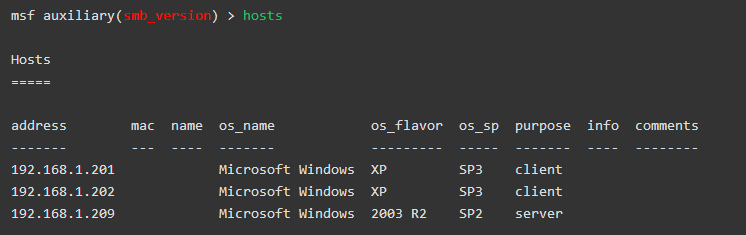 msf auxiliary(smb_version) > hosts
Hosts
=====
address mac name os_name os_flavor os_sp purpose info comments
------- --- ---- ------- --------- ----- ------- ---- --------
192.168.1.201 Microsoft Windows XP SP3 client
192.168.1.202 Microsoft Windows XP SP3 client
192.168.1.209 Microsoft Windows 2003 R2 SP2 server